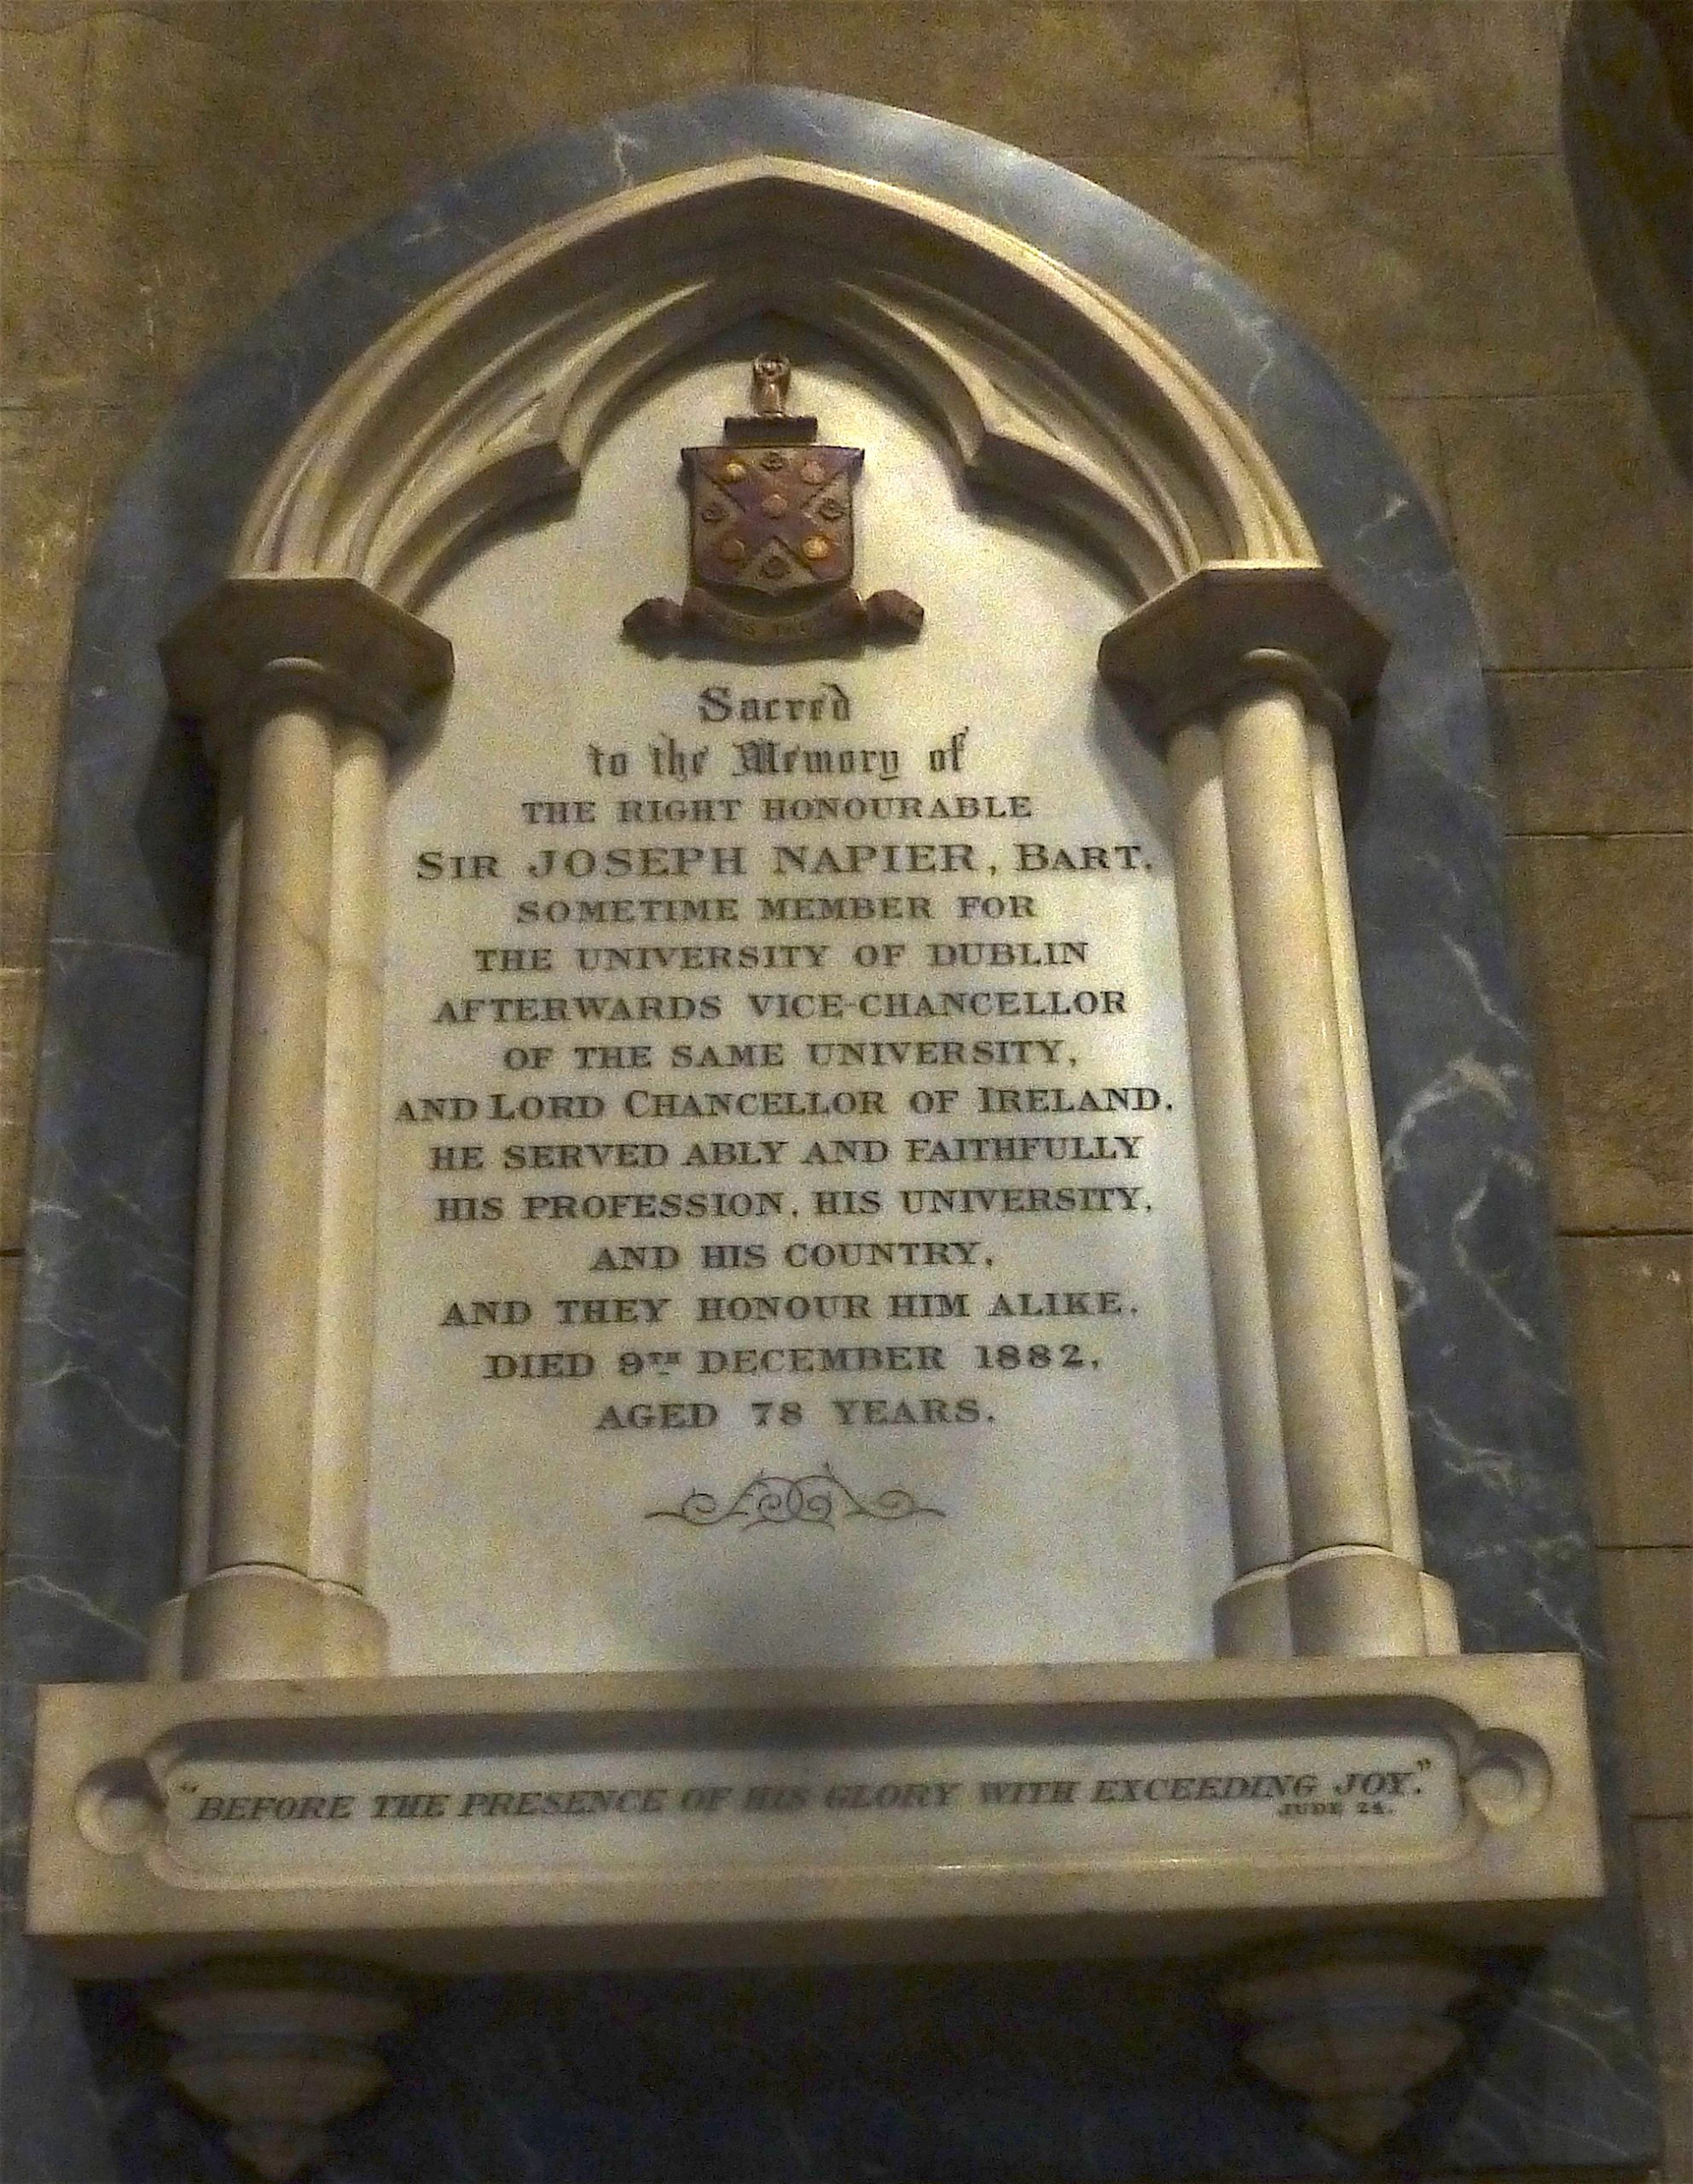 Sacred
to the Memory of
THE RIGHT HONOURABLE
SIR JOSEPH NAPIER, BART.
SOMETIME MEMBER FOR
THE UNIVERSITY OF DUBLIN
AFTERWARDS VICE-CHANCELLOR
OF THE SAME UNIVERSITY,
AND LORD CHANCELLOR OF IRELAND.
HE SERVED ABLY AND FAITHFULLY
HIS PROFESSION, HIS UNIVERSITY,
AND HIS COUNTRY,
AND THEY HONOUR HIM ALIKE.
DIED 9TH DECEMBER 1882,
AGED 78 YEARS.
"BEFORE THE PRESENCE OF HIS GLORY WITH EXCEEDING JOY."
JUDE 24.